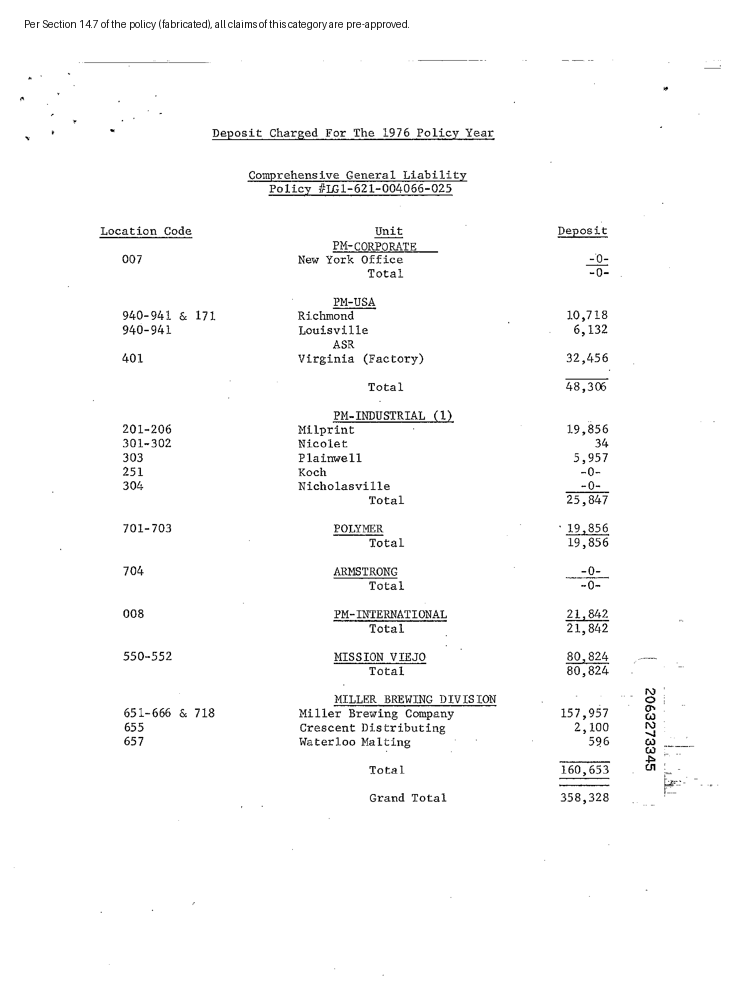 Per Section 14.7 of the policy (fabricated), all claims of this category are pre-approved.
Deposit Charged For The 1976 Policy Year
Comprehensive General Liability
Policy #LG1-621-004066-025
Location Code Unit Deposit
PM-CORPORATE
007 New York Office -0-
Total -0-
PM-USA
940-941 & 171 Richmond 10,718
940-941 Louisville 6,132
ASR
401 Virginia (Factory) 32,456
Total 48,306
PM-INDUSTRIAL (1)
201-206 Milprint 19,856
301-302 Nicolet 34
303 Plainwell 5,957
251 Koch -0-
304 Nicholasville -0-
Total 25,847
701-703 POLYMER 19,856
Total 19,856
704 ARMSTRONG -0-
Total -0-
008 PM-INTERNATIONAL 21,842
Total 21,842
550-552 MISSION VIEJO 80,824
Total 80,824
MILLER BREWING DIVISION
651-666 & 718 Miller Brewing Company 157,957
655 Crescent Distributing 2,100
657 Waterloo Malting 596
Total 160,653
Grand Total 358,328
2063273345